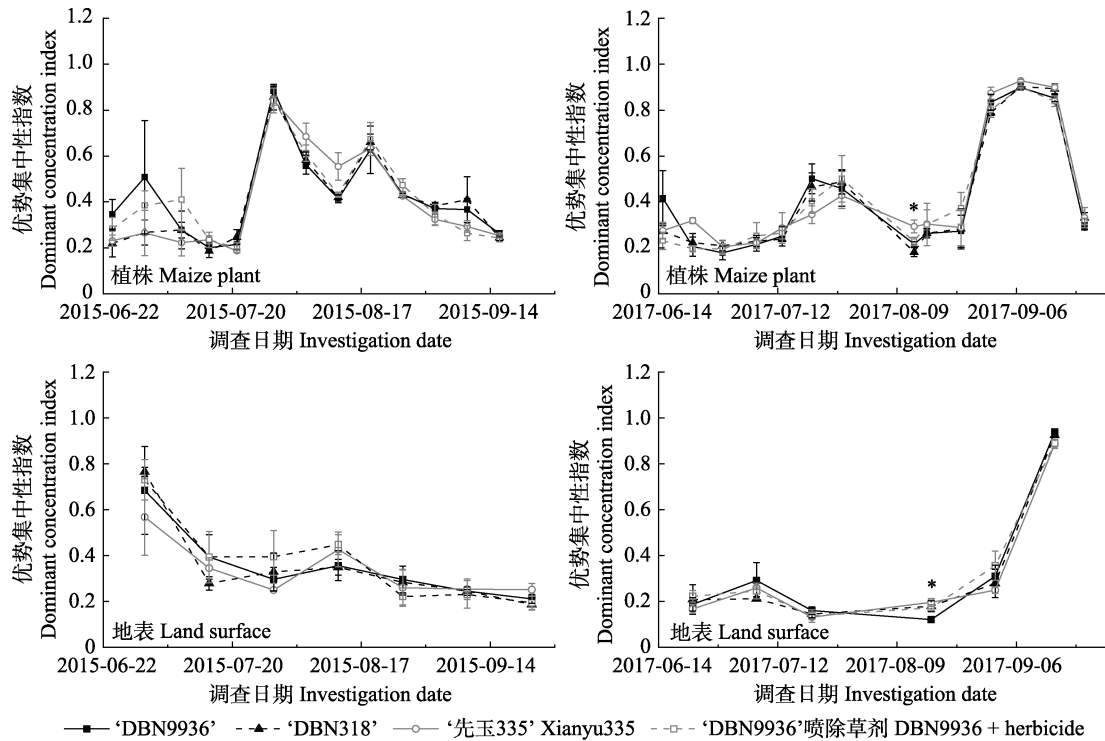 优势集中性指数
Dominant concentration index
1.2
1.0
0.8
0.6
0.4
0.2
0
植株 Maize plant
2015-06-22 2015-07-20 2015-08-17 2015-09-14
调查日期 Investigation date
优势集中性指数
Dominant concentration index
1.2
1.0
0.8
0.6
0.4
0.2
0
*
植株 Maize plant
2017-06-14 2017-07-12 2017-08-09 2017-09-06
调查日期 Investigation date
优势集中性指数
Dominant concentration index
1.2
1.0
0.8
0.6
0.4
0.2
0
地表 Land surface
2015-06-22 2015-07-20 2015-08-17 2015-09-14
调查日期 Investigation date
优势集中性指数
Dominant concentration index
1.2
1.0
0.8
0.6
0.4
0.2
0
*
地表 Land surface
2017-06-14 2017-07-12 2017-08-09 2017-09-06
调查日期 Investigation date
‘DBN9936’ ‘DBN318’ ‘先玉335’ Xianyu335 ‘DBN9936’喷除草剂 DBN9936 + herbicide